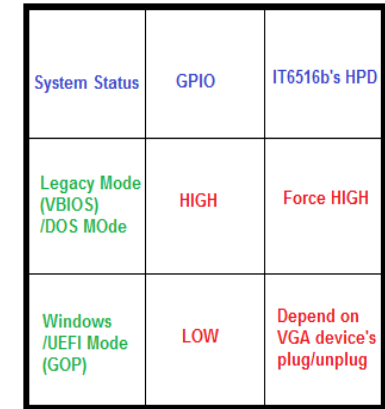 System Status
GPIO
IT6516b's HPD
Legacy Mode
(VBIOS)
/DOS MOde
HIGH
Force HIGH
Windows
/UEFI Mode
(GOP)
LOW
Depend on
VGA device's
plug/unplug